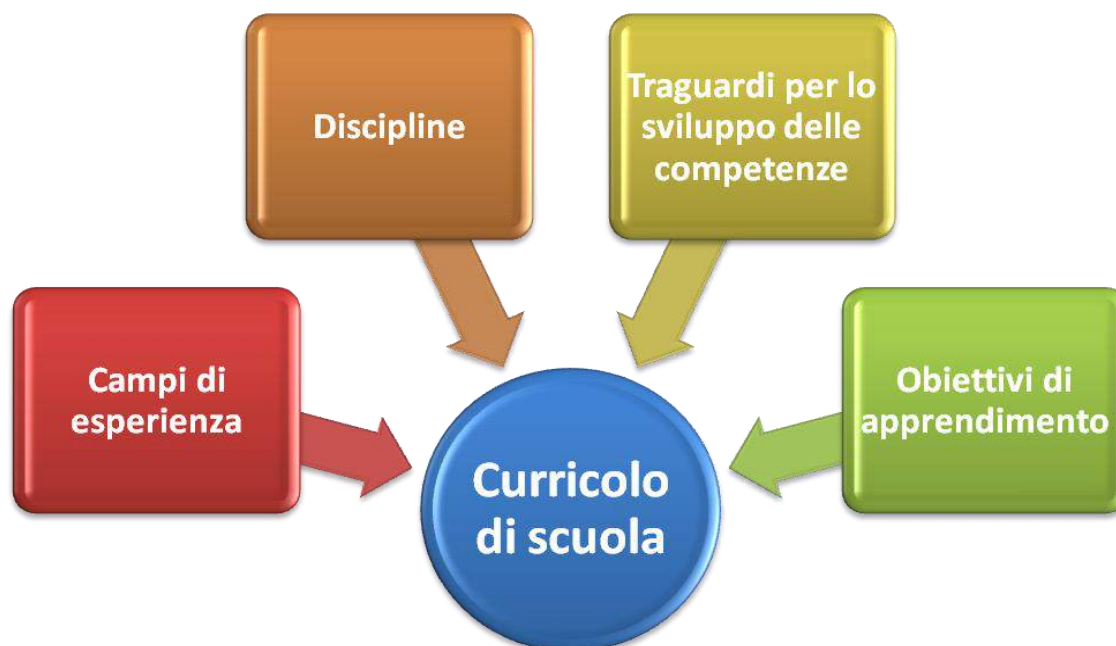 Discipline
Traguardi per lo
sviluppo delle
competenze
Campi di
esperienza
Obiettivi di
apprendimento
Curricolo
di scuola